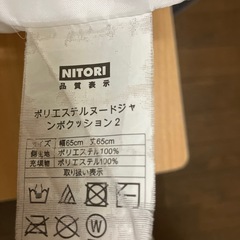 NITORI
品質表示
ポリエステルヌードジャ
ンボクッション2
サイズ 幅65cm 丈65cm
側生地 ポリエステル100%
充填物 ポリエステル100%
取り扱い表示